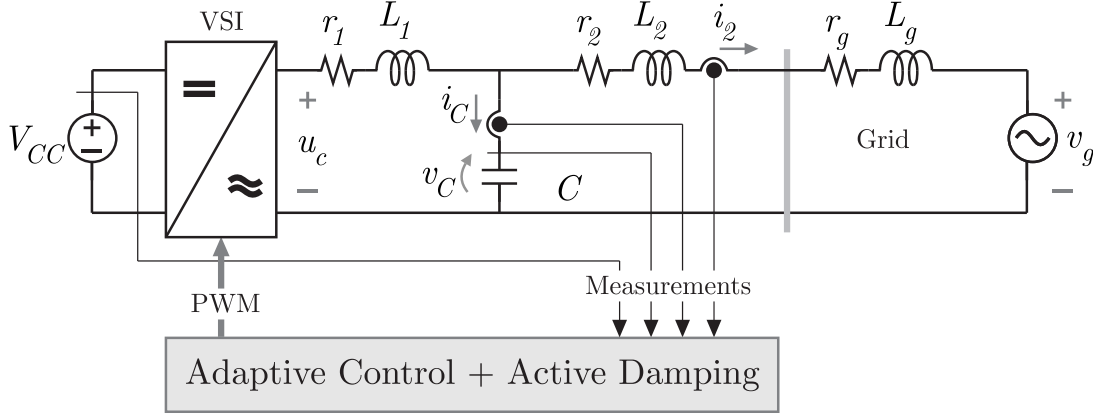 VSI
r1 L1 r2 L2 i2 rg Lg
+ iC +
VCC + − uc vC C Grid vg
− −
PWM
Measurements
Adaptive Control + Active Damping